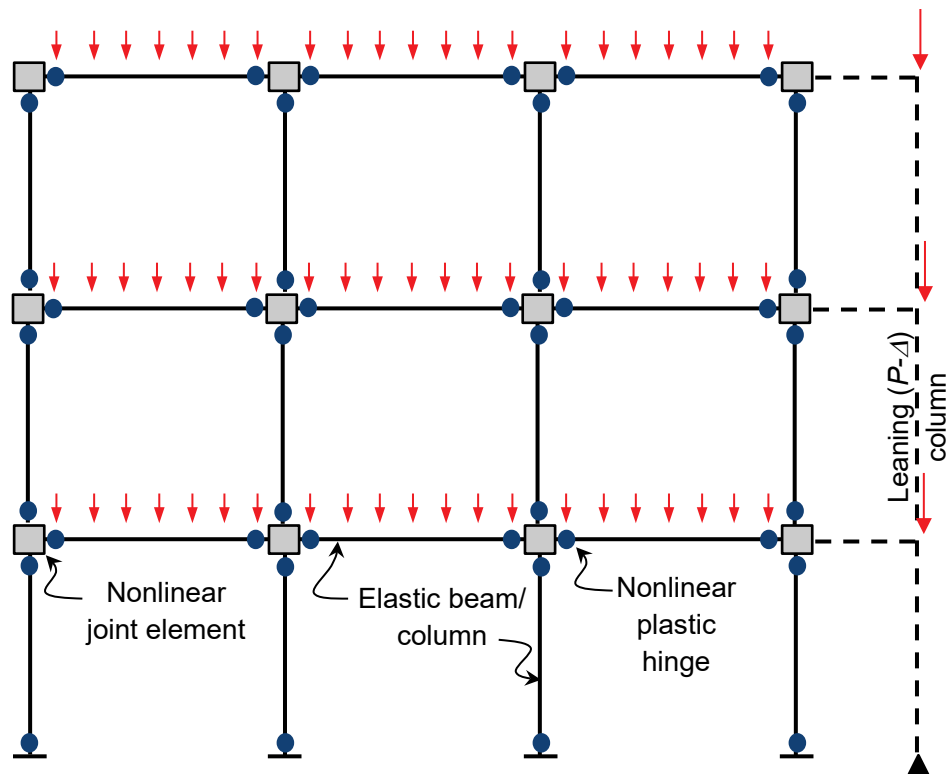 Leaning (P-Δ)
column
Nonlinear
joint element
Elastic beam/
column
Nonlinear
plastic
hinge